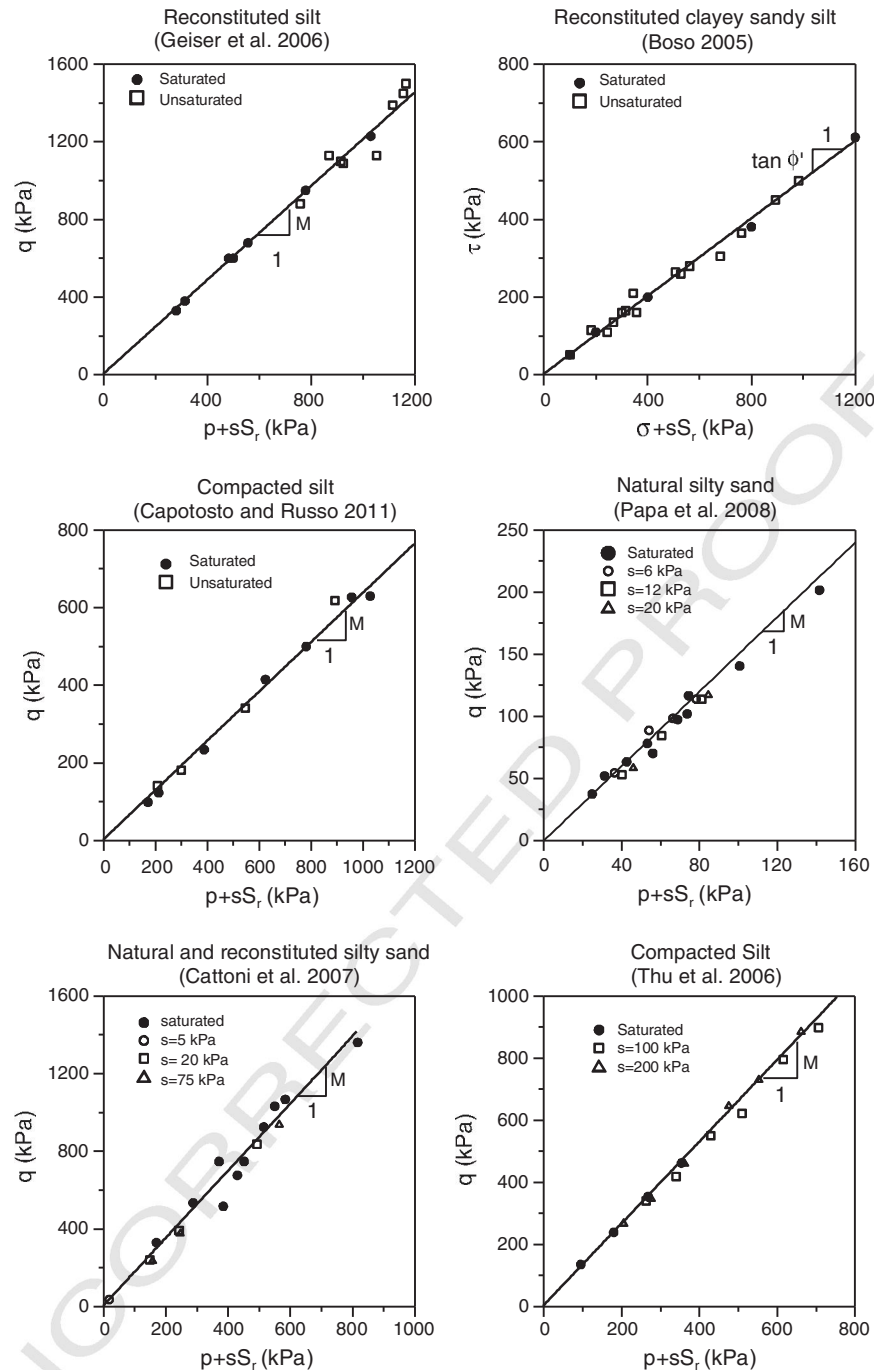 Reconstituted silt
(Geiser et al. 2006)
1600
1200
800
400
0
q (kPa)
Saturated
Unsaturated
M
1
0 400 800 1200
p+sSr (kPa)
Reconstituted clayey sandy silt
(Boso 2005)
800
600
400
200
0
τ (kPa)
Saturated
Unsaturated
1
tan ϕ'
0 400 800 1200
σ+sSr (kPa)
Compacted silt
(Capotosto and Russo 2011)
800
600
400
200
0
q (kPa)
Saturated
Unsaturated
M
1
0 200 400 600 800 1000 1200
p+sSr (kPa)
Natural silty sand
(Papa et al. 2008)
250
200
150
100
50
0
q (kPa)
Saturated
s=6 kPa
s=12 kPa
s=20 kPa
M
1
0 40 80 120 160
p+sSr (kPa)
Natural and reconstituted silty sand
(Cattoni et al. 2007)
1600
1200
800
400
0
q (kPa)
saturated
s=5 kPa
s= 20 kPa
s=75 kPa
M
1
0 200 400 600 800 1000
p+sSr (kPa)
Compacted Silt
(Thu et al. 2006)
1000
800
600
400
200
0
q (kPa)
Saturated
s=100 kPa
s=200 kPa
M
1
0 200 400 600 800
p+sSr (kPa)
NCORRECTED PROOF